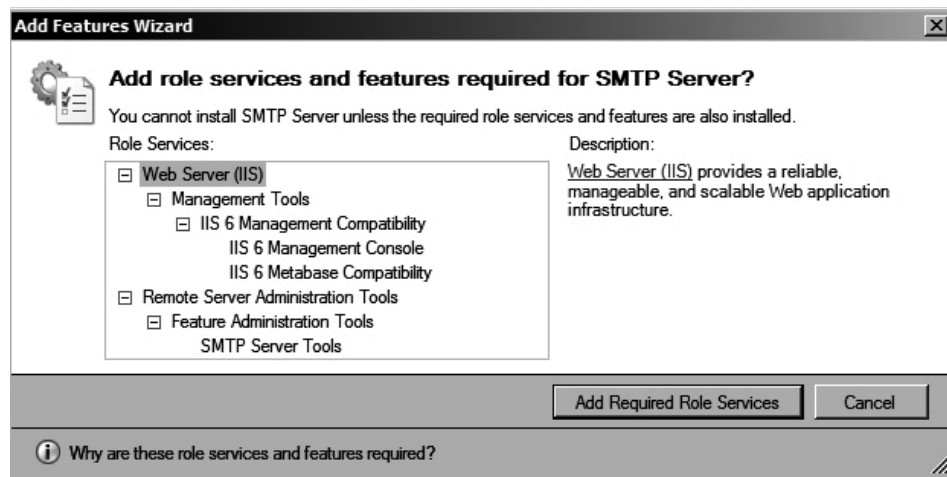 Add Features Wizard
Add role services and features required for SMTP Server?
You cannot install SMTP Server unless the required role services and features are also installed.
Role Services:
Web Server (IIS)
Management Tools
IIS 6 Management Compatibility
IIS 6 Management Console
IIS 6 Metabase Compatibility
Remote Server Administration Tools
Feature Administration Tools
SMTP Server Tools
Description:
Web Server (IIS) provides a reliable,
manageable, and scalable Web application
infrastructure.
Add Required Role Services
Cancel
Why are these role services and features required?